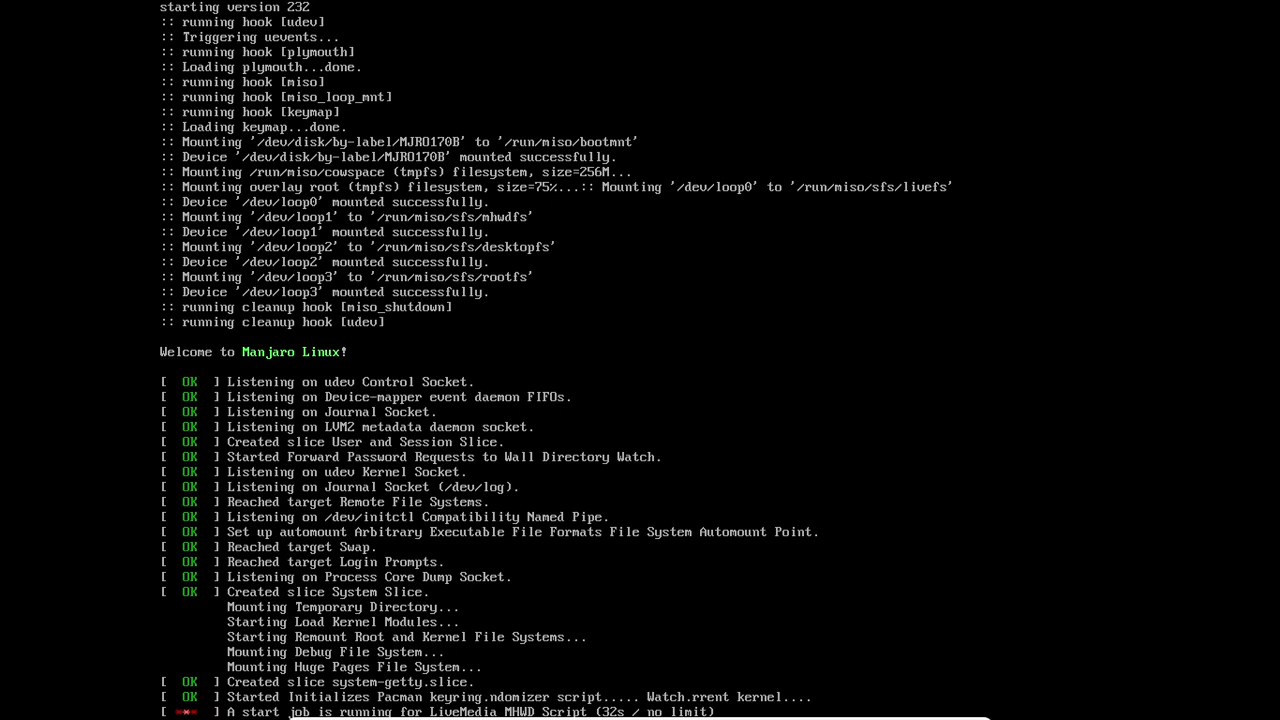 starting version 232
:: running hook [udev]
:: Triggering uevents...
:: running hook [plymouth]
:: Loading plymouth...done.
:: running hook [miso]
:: running hook [miso_loop_mnt]
:: running hook [keymap]
:: Loading keymap...done.
:: Mounting '/dev/disk/by-label/MJRO170B' to '/run/miso/bootmnt'
:: Device '/dev/disk/by-label/MJRO170B' mounted successfully.
:: Mounting /run/miso/cowspace (tmpfs) filesystem, size=256M...
:: Mounting overlay root (tmpfs) filesystem, size=75%...:: Mounting '/dev/loop0' to '/run/miso/sfs/livefs'
:: Device '/dev/loop0' mounted successfully.
:: Mounting '/dev/loop1' to '/run/miso/sfs/mhwdfs'
:: Device '/dev/loop1' mounted successfully.
:: Mounting '/dev/loop2' to '/run/miso/sfs/desktopfs'
:: Device '/dev/loop2' mounted successfully.
:: Mounting '/dev/loop3' to '/run/miso/sfs/rootfs'
:: Device '/dev/loop3' mounted successfully.
:: running cleanup hook [miso_shutdown]
:: running cleanup hook [udev]
Welcome to Manjaro Linux!
[  OK  ] Listening on udev Control Socket.
[  OK  ] Listening on Device-mapper event daemon FIFOs.
[  OK  ] Listening on Journal Socket.
[  OK  ] Listening on LVM2 metadata daemon socket.
[  OK  ] Created slice User and Session Slice.
[  OK  ] Started Forward Password Requests to Wall Directory Watch.
[  OK  ] Listening on udev Kernel Socket.
[  OK  ] Listening on Journal Socket (/dev/log).
[  OK  ] Reached target Remote File Systems.
[  OK  ] Listening on /dev/initctl Compatibility Named Pipe.
[  OK  ] Set up automount Arbitrary Executable File Formats File System Automount Point.
[  OK  ] Reached target Swap.
[  OK  ] Reached target Login Prompts.
[  OK  ] Listening on Process Core Dump Socket.
[  OK  ] Created slice System Slice.
Mounting Temporary Directory...
Starting Load Kernel Modules...
Starting Remount Root and Kernel File Systems...
Mounting Debug File System...
Mounting Huge Pages File System...
[  OK  ] Created slice system-getty.slice.
[  OK  ] Started Initializes Pacman keyring.ndomizer script..... Watch.rrent kernel....
[ *** ] A start job is running for LiveMedia MHWD Script (32s / no limit)